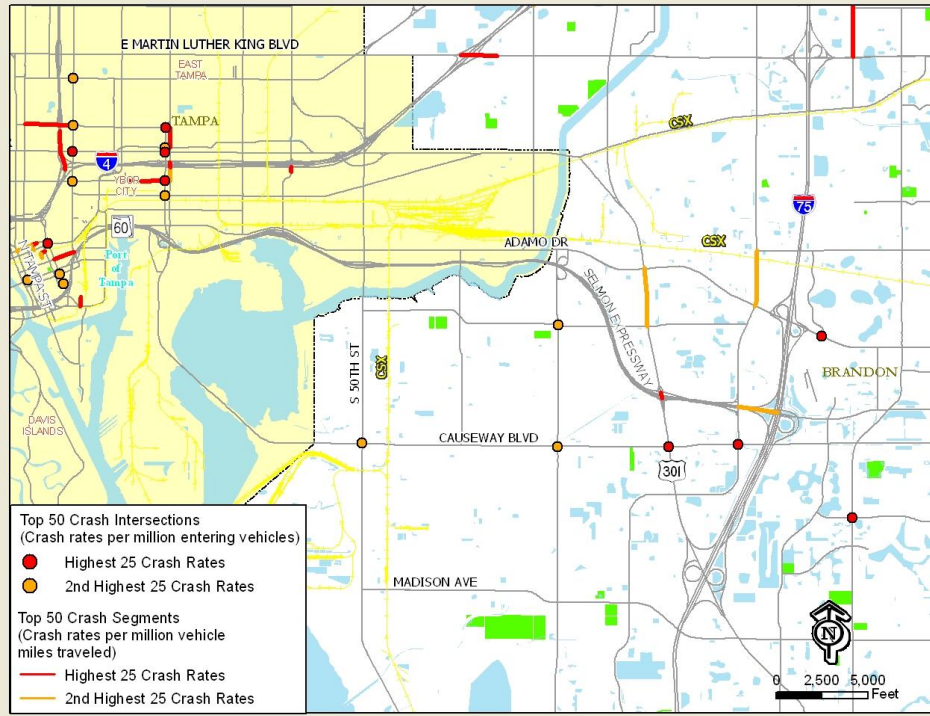 E MARTIN LUTHER KING BLVD
EAST
TAMPA
TAMPA
CSX
4
YBOR
CITY
75
60
ADAMO DR
CSX
N TAMPA ST
Port
of
Tampa
SELMON EXPRESSWAY
S 50TH ST
CSX
BRANDON
DAVIS
ISLANDS
CAUSEWAY BLVD
301
MADISON AVE
Top 50 Crash Intersections
(Crash rates per million entering vehicles)
Highest 25 Crash Rates
2nd Highest 25 Crash Rates
Top 50 Crash Segments
(Crash rates per million vehicle
miles traveled)
Highest 25 Crash Rates
2nd Highest 25 Crash Rates
N
0 2,500 5,000
Feet